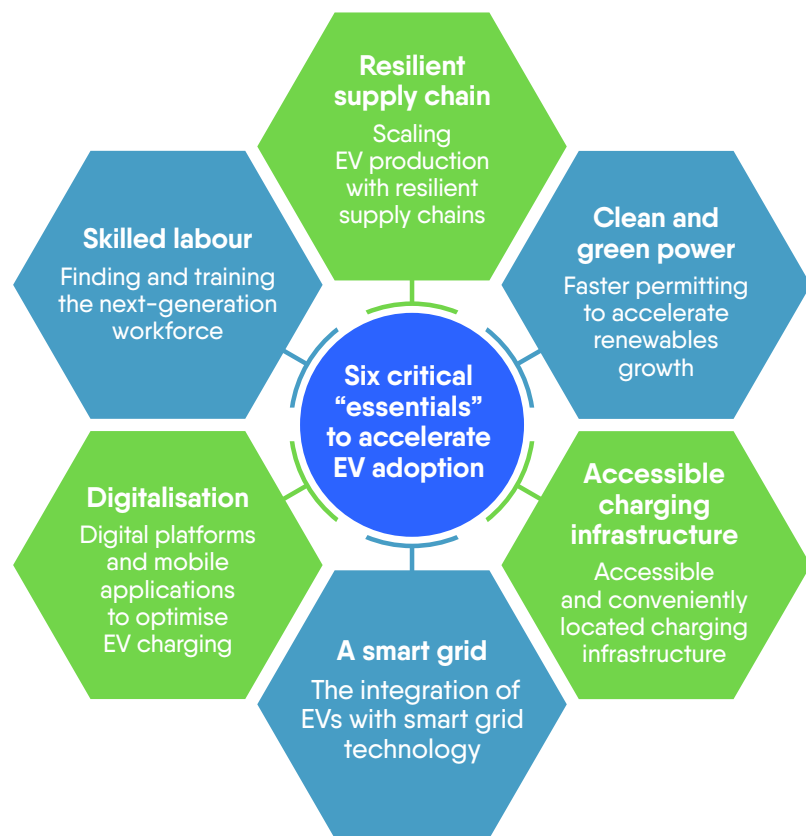 Resilient
supply chain
Scaling
EV production
with resilient
supply chains
Clean and
green power
Faster permitting
to accelerate
renewables
growth
Accessible
charging
infrastructure
Accessible
and conveniently
located charging
infrastructure
A smart grid
The integration of
EVs with smart grid
technology
Digitalisation
Digital platforms
and mobile
applications
to optimise
EV charging
Skilled labour
Finding and training
the next-generation
workforce
Six critical
“essentials”
to accelerate
EV adoption